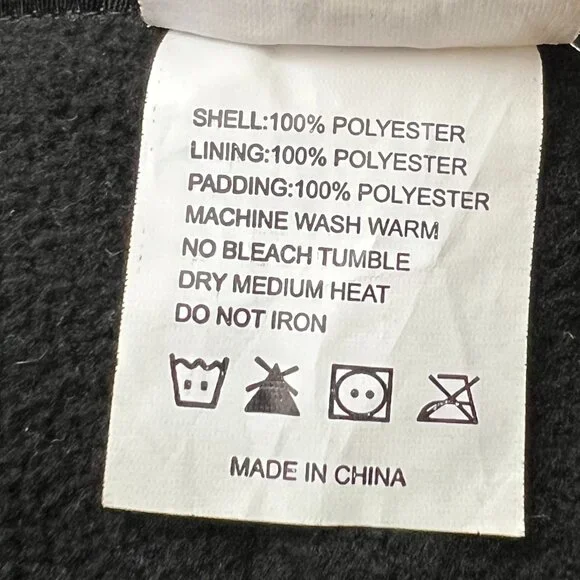 SHELL:100% POLYESTER
LINING:100% POLYESTER
PADDING:100% POLYESTER
MACHINE WASH WARM
NO BLEACH TUMBLE
DRY MEDIUM HEAT
DO NOT IRON
MADE IN CHINA